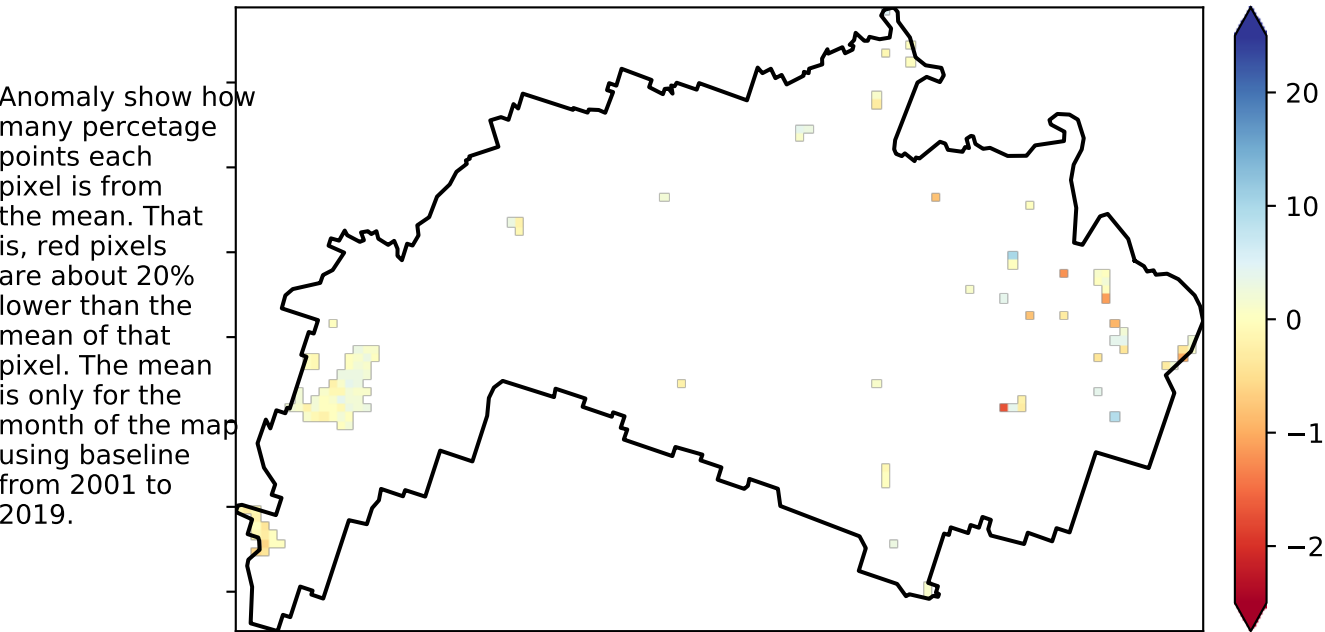 Anomaly show how
many percetage
points each
pixel is from
the mean. That
is, red pixels
are about 20%
lower than the
mean of that
pixel. The mean
is only for the
month of the map
using baseline
from 2001 to
2019.
20
10
0
−1
−2